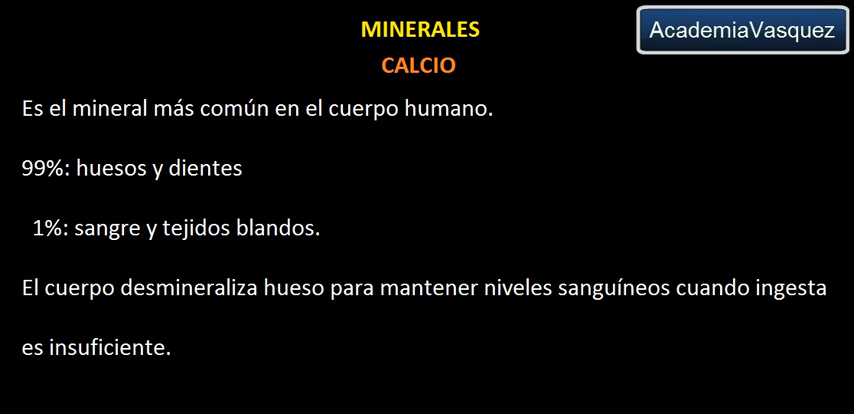 MINERALES
AcademiaVasquez
CALCIO
Es el mineral más común en el cuerpo humano.
99%: huesos y dientes
1%: sangre y tejidos blandos.
El cuerpo desmineraliza hueso para mantener niveles sanguíneos cuando ingesta
es insuficiente.